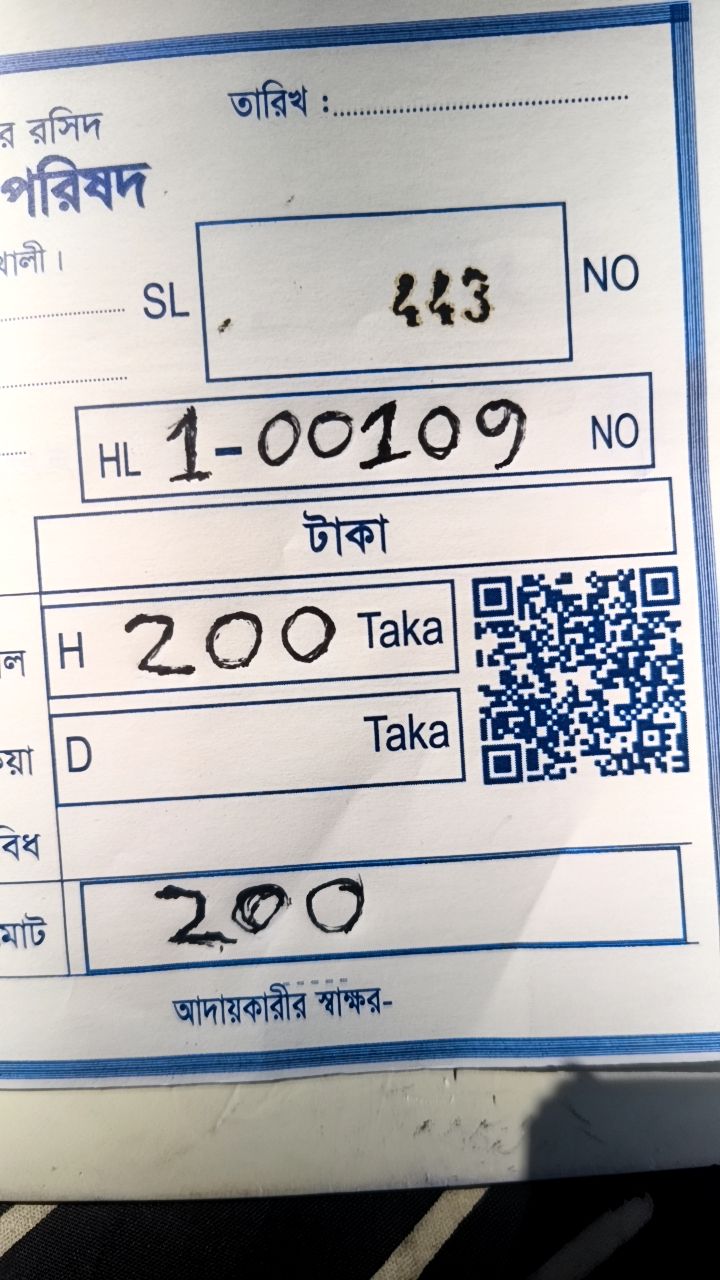 তারিখ :
র রসিদ
পরিষদ
খালী।
SL 443 NO
HL 1-00109 NO
টাকা
H 200 Taka
D Taka
বিধ
200
আদায়কারীর স্বাক্ষর-